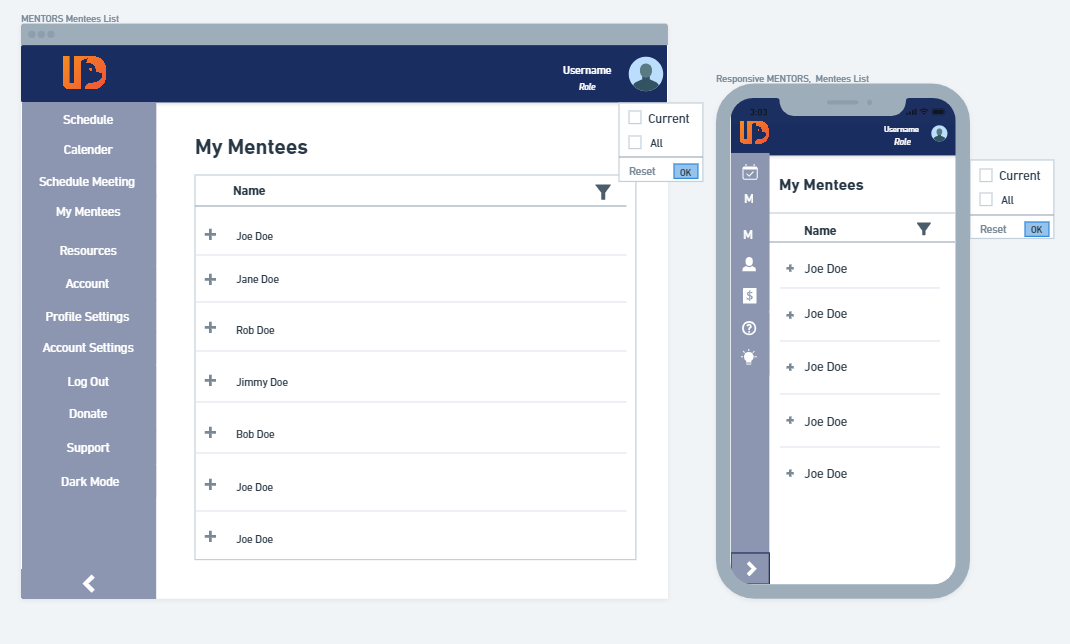 MENTORS Mentees List
Username
Role
Schedule
Calender
Schedule Meeting
My Mentees
Resources
Account
Profile Settings
Account Settings
Log Out
Donate
Support
Dark Mode
My Mentees
Current
All
Reset OK
Name
Joe Doe
Jane Doe
Rob Doe
Jimmy Doe
Bob Doe
Joe Doe
Joe Doe
Responsive MENTORS, Mentees List
3:03
Username
Role
M
M
$
?
My Mentees
Current
All
Reset OK
Name
Joe Doe
Joe Doe
Joe Doe
Joe Doe
Joe Doe